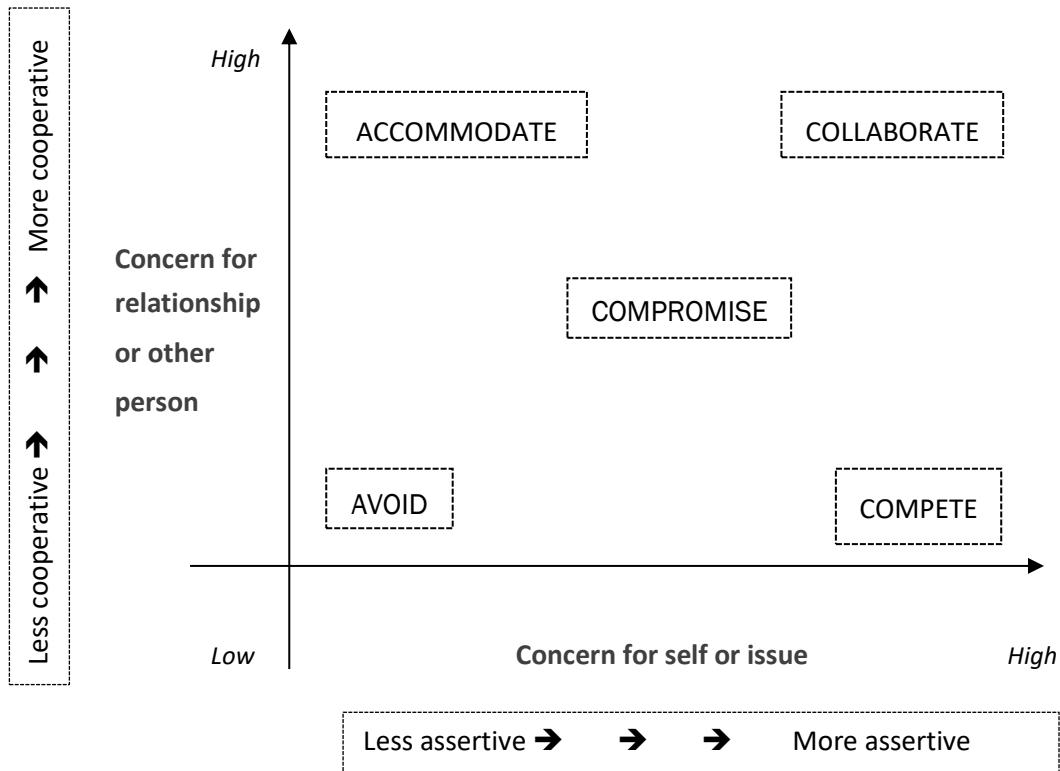 More cooperative
Less cooperative
High
ACCOMMODATE
COLLABORATE
Concern for
relationship
or other
person
COMPROMISE
AVOID
COMPETE
Low
Concern for self or issue
High
Less assertive ➔ ➔ ➔ More assertive